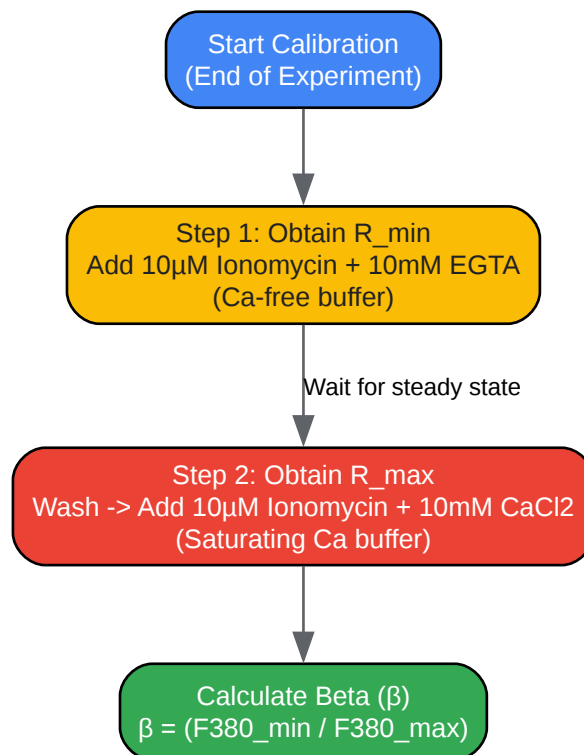 Start Calibration
(End of Experiment)
Step 1: Obtain R_min
Add 10µM Ionomycin + 10mM EGTA
(Ca-free buffer)
Wait for steady state
Step 2: Obtain R_max
Wash -> Add 10µM Ionomycin + 10mM CaCl2
(Saturating Ca buffer)
Calculate Beta (β)
β = (F380_min / F380_max)